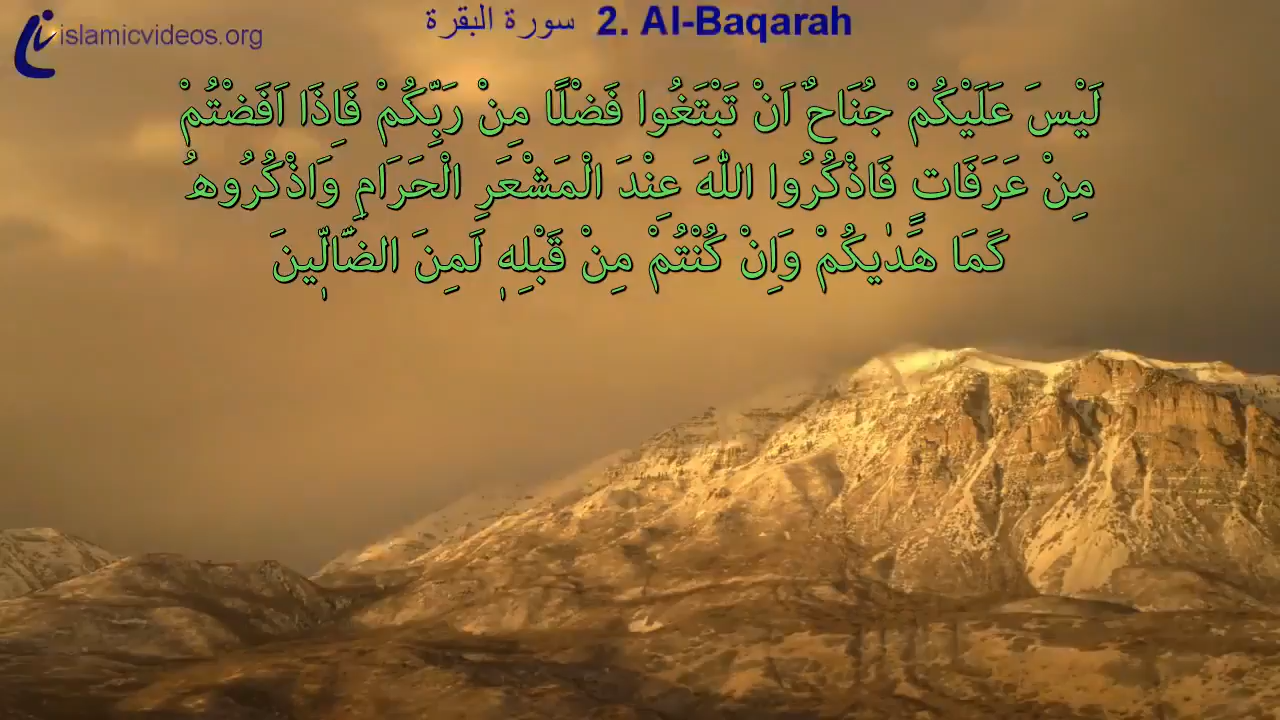 islamicvideos.org
سورة البقرة 2. Al-Baqarah
لَيْسَ عَلَيْكُمْ جُنَاحٌ اَنْ تَبْتَغُوا فَضْلًا مِنْ رَبِّكُمْ فَاِذَا اَفَضْتُمْ
مِنْ عَرَفَاتٍ فَاذْكُرُوا اللّٰهَ عِنْدَ الْمَشْعَرِ الْحَرَامِ وَاذْكُرُوهُ
كَمَا هَدٰيكُمْ وَاِنْ كُنْتُمْ مِنْ قَبْلِهٖ لَمِنَ الضَّٓالّٖينَ